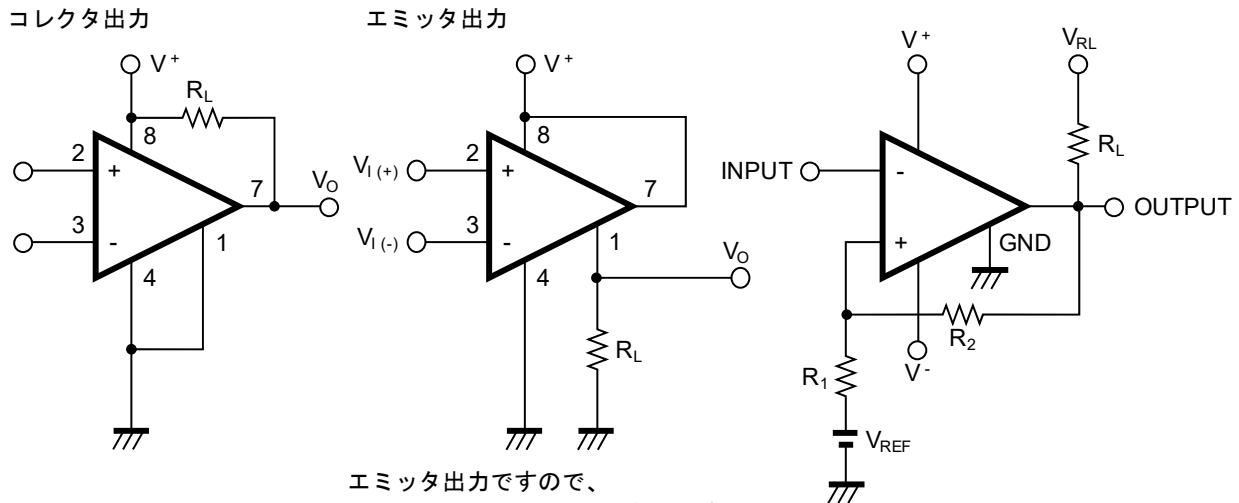 コレクタ出力
V+
RL
8
2
+
7
VO
3
-
1
4
エミッタ出力
V+
8
VI (+)
2
+
7
VI (-)
3
-
1
4
VO
RL
エミッタ出力ですので、
V+
VRL
RL
INPUT
-
OUTPUT
+
GND
R2
V-
R1
VREF